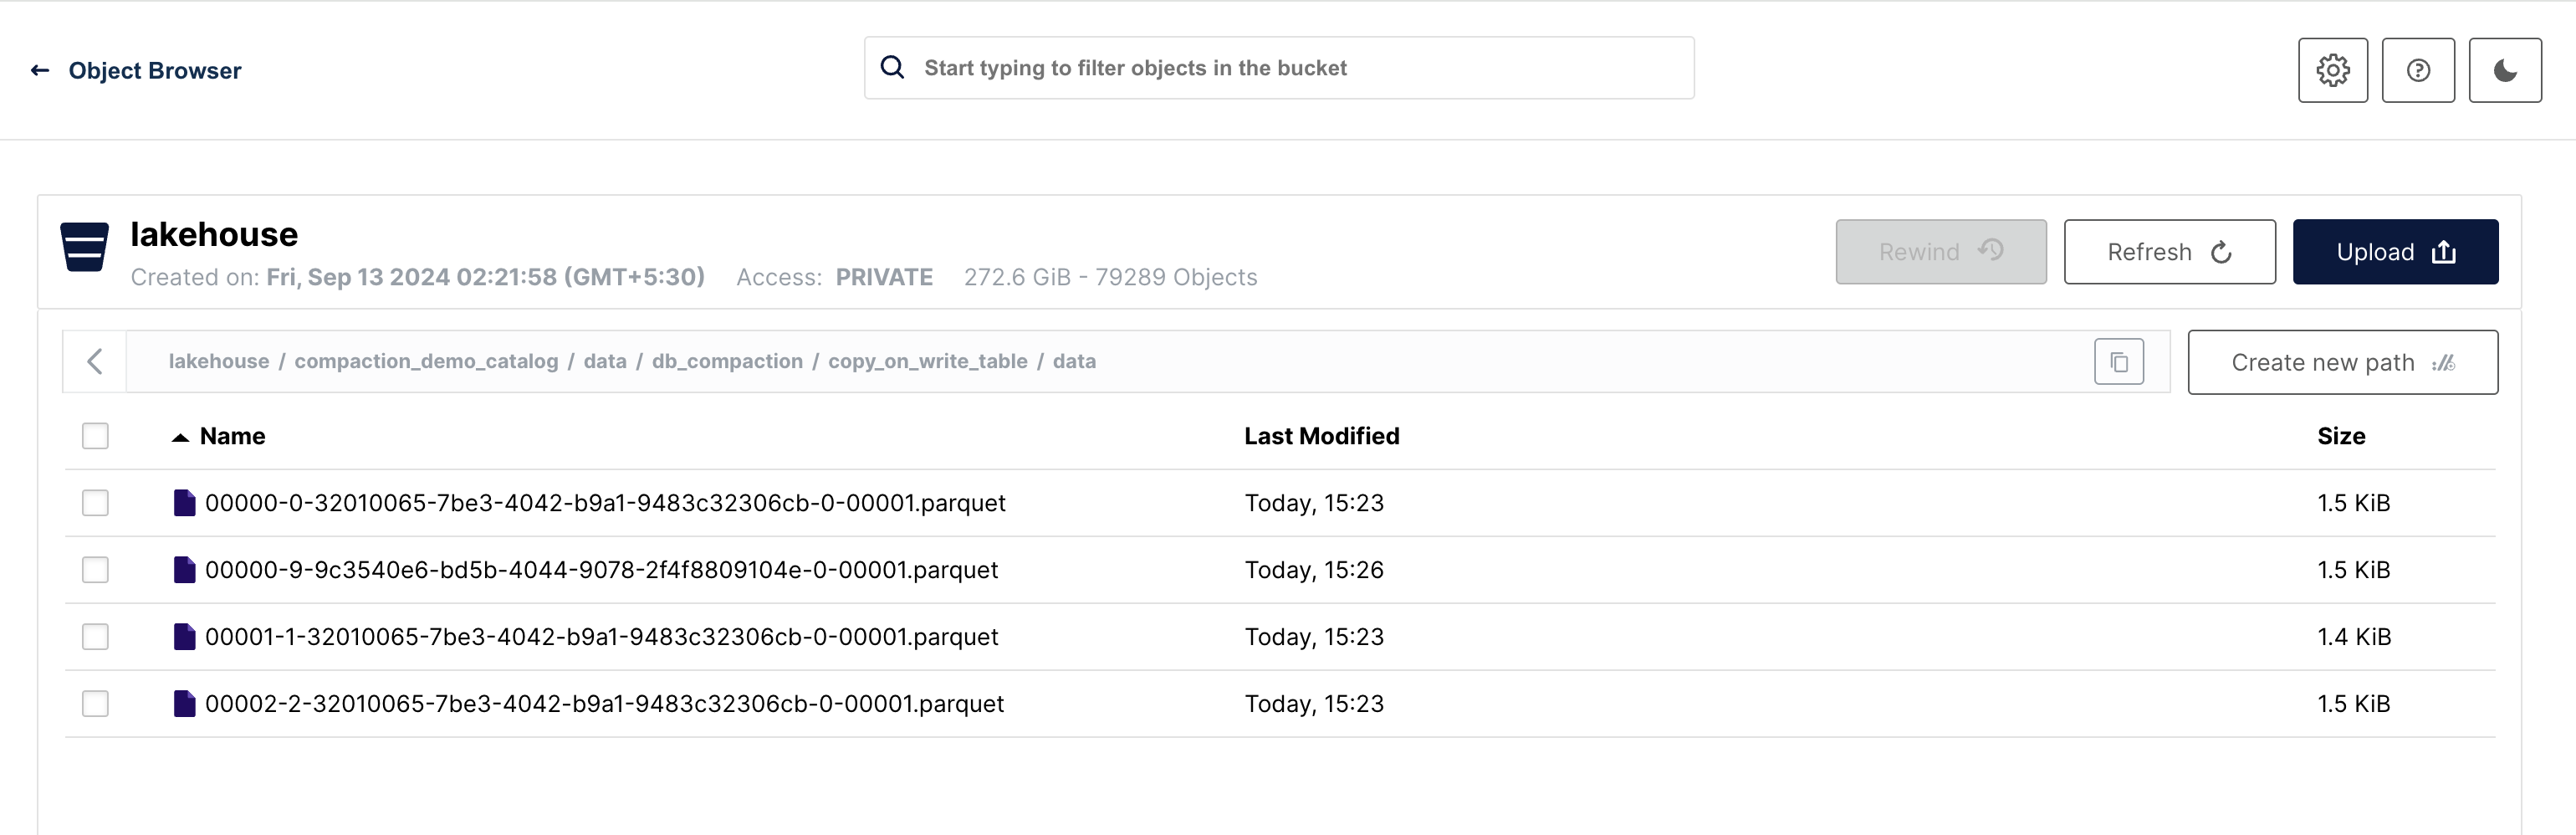 ← Object Browser
Start typing to filter objects in the bucket
lakehouse
Created on: Fri, Sep 13 2024 02:21:58 (GMT+5:30) Access: PRIVATE 272.6 GiB - 79289 Objects
Rewind Refresh Upload
lakehouse / compaction_demo_catalog / data / db_compaction / copy_on_write_table / data
Create new path
Name Last Modified Size
00000-0-32010065-7be3-4042-b9a1-9483c32306cb-0-00001.parquet Today, 15:23 1.5 KiB
00000-9-9c3540e6-bd5b-4044-9078-2f4f8809104e-0-00001.parquet Today, 15:26 1.5 KiB
00001-1-32010065-7be3-4042-b9a1-9483c32306cb-0-00001.parquet Today, 15:23 1.4 KiB
00002-2-32010065-7be3-4042-b9a1-9483c32306cb-0-00001.parquet Today, 15:23 1.5 KiB